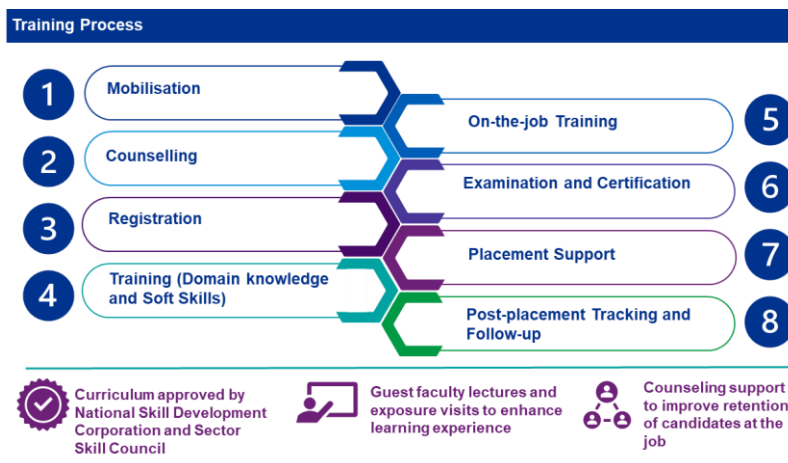 Training Process
1
Mobilisation
2
Counselling
3
Registration
4
Training (Domain knowledge
and Soft Skills)
On-the-job Training
5
Examination and Certification
6
Placement Support
7
Post-placement Tracking and
Follow-up
8
Curriculum approved by
National Skill Development
Corporation and Sector
Skill Council
Guest faculty lectures and
exposure visits to enhance
learning experience
Counseling support
to improve retention
of candidates at the
job